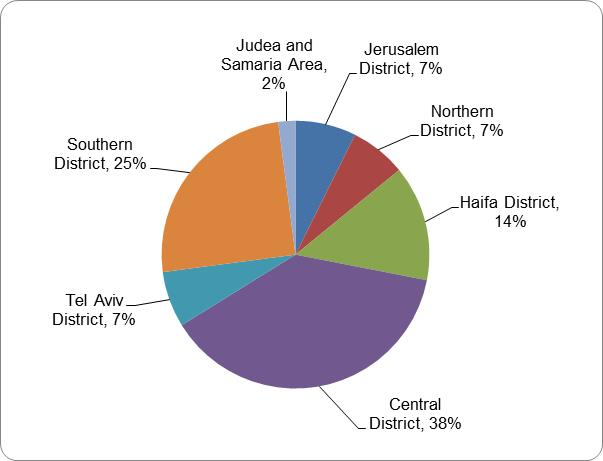 Judea and
Samaria Area,
2%
Jerusalem
District, 7%
Northern
District, 7%
Haifa District,
14%
Central
District, 38%
Tel Aviv
District, 7%
Southern
District, 25%